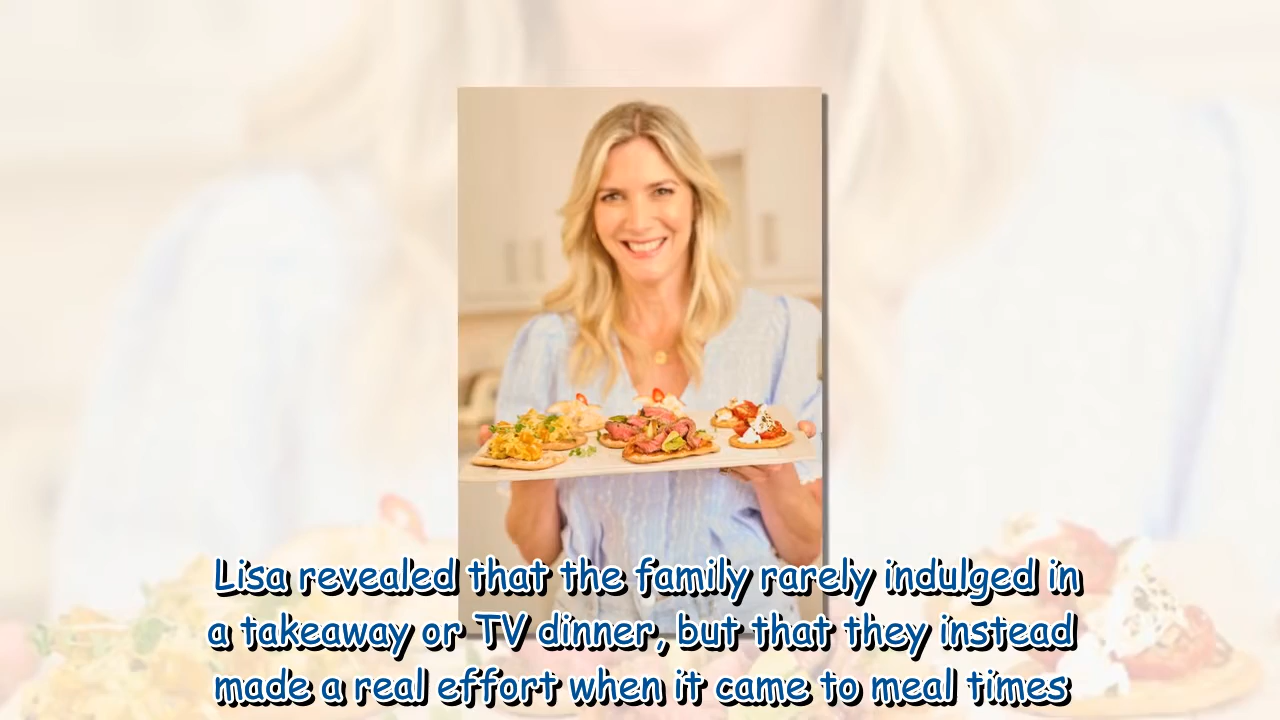 Lisa revealed that the family rarely indulged in
a takeaway or TV dinner, but that they instead
made a real effort when it came to meal times